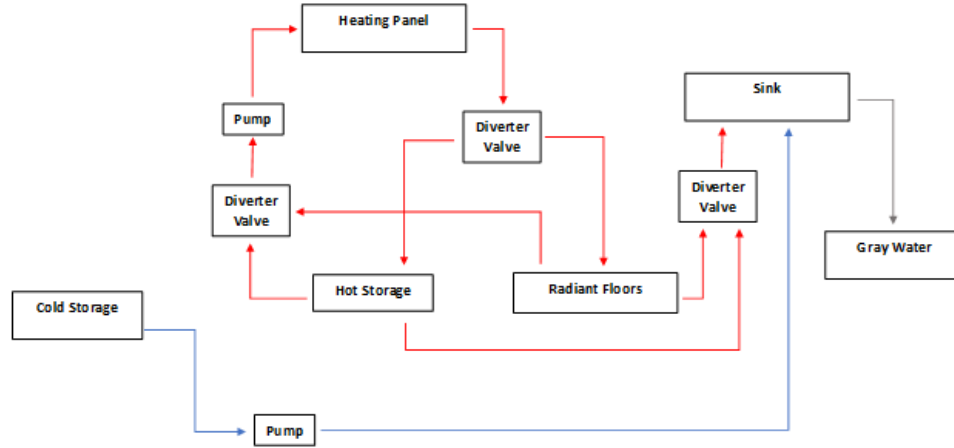 Heating Panel
Sink
Pump
Diverter
Valve
Diverter
Valve
Diverter
Valve
Gray Water
Hot Storage
Radiant Floors
Cold Storage
Pump